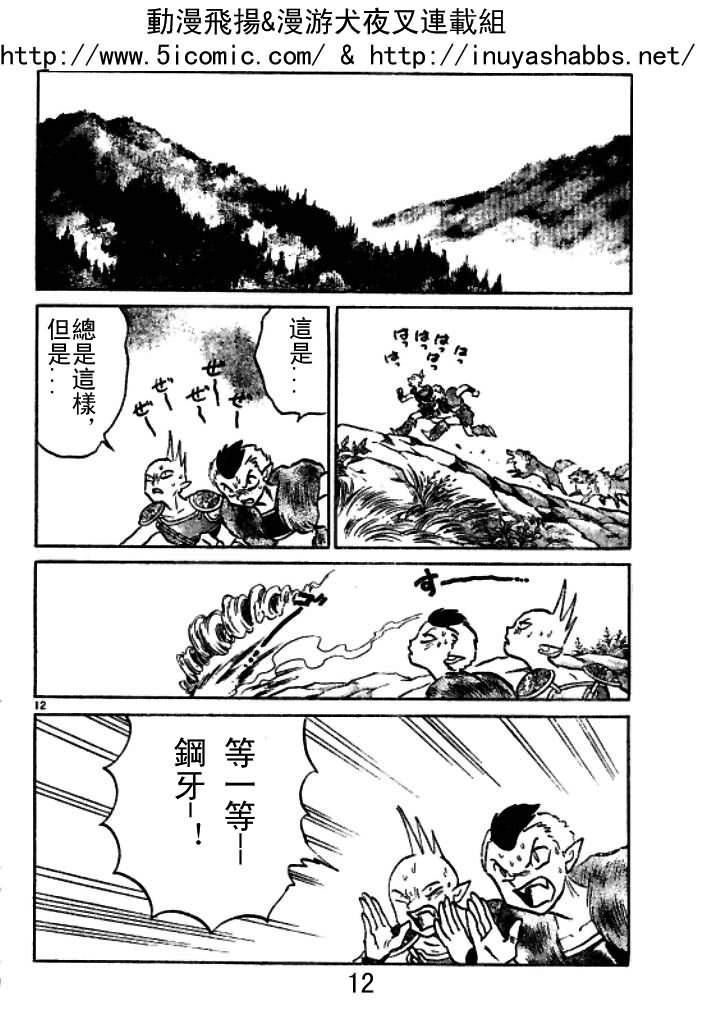 動漫飛揚&漫游犬夜叉連載組
http://www.5icomic.com/ & http://inuyashabbs.net/
はっ
はっ
はっ
はっ
はっ
這是…
ぜー
ぜー
ぜー
ぜー
總是這樣，
但是…
すー
12
等一等--
鋼牙-！
12